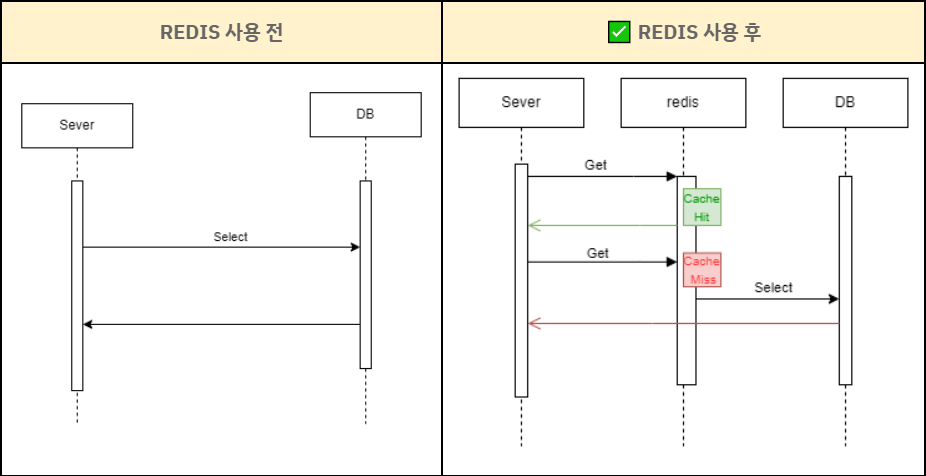 REDIS 사용 전
✅ REDIS 사용 후
Sever
DB
Select
Sever
redis
DB
Get
Cache
Hit
Get
Cache
Miss
Select